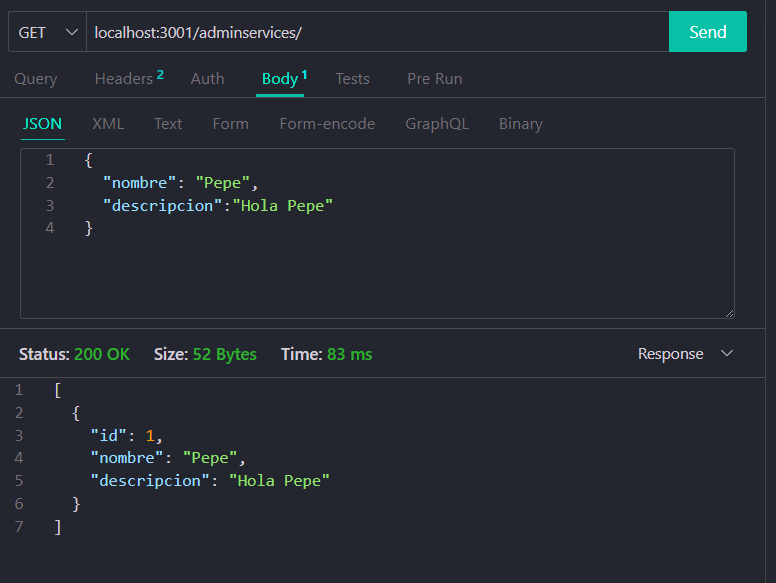 GET localhost:3001/adminservices/ Send
Query Headers 2 Auth Body 1 Tests Pre Run
JSON XML Text Form Form-encode GraphQL Binary
1 {
2 "nombre": "Pepe",
3 "descripcion":"Hola Pepe"
4 }
Status: 200 OK Size: 52 Bytes Time: 83 ms Response
1 [
2 {
3 "id": 1,
4 "nombre": "Pepe",
5 "descripcion": "Hola Pepe"
6 }
7 ]